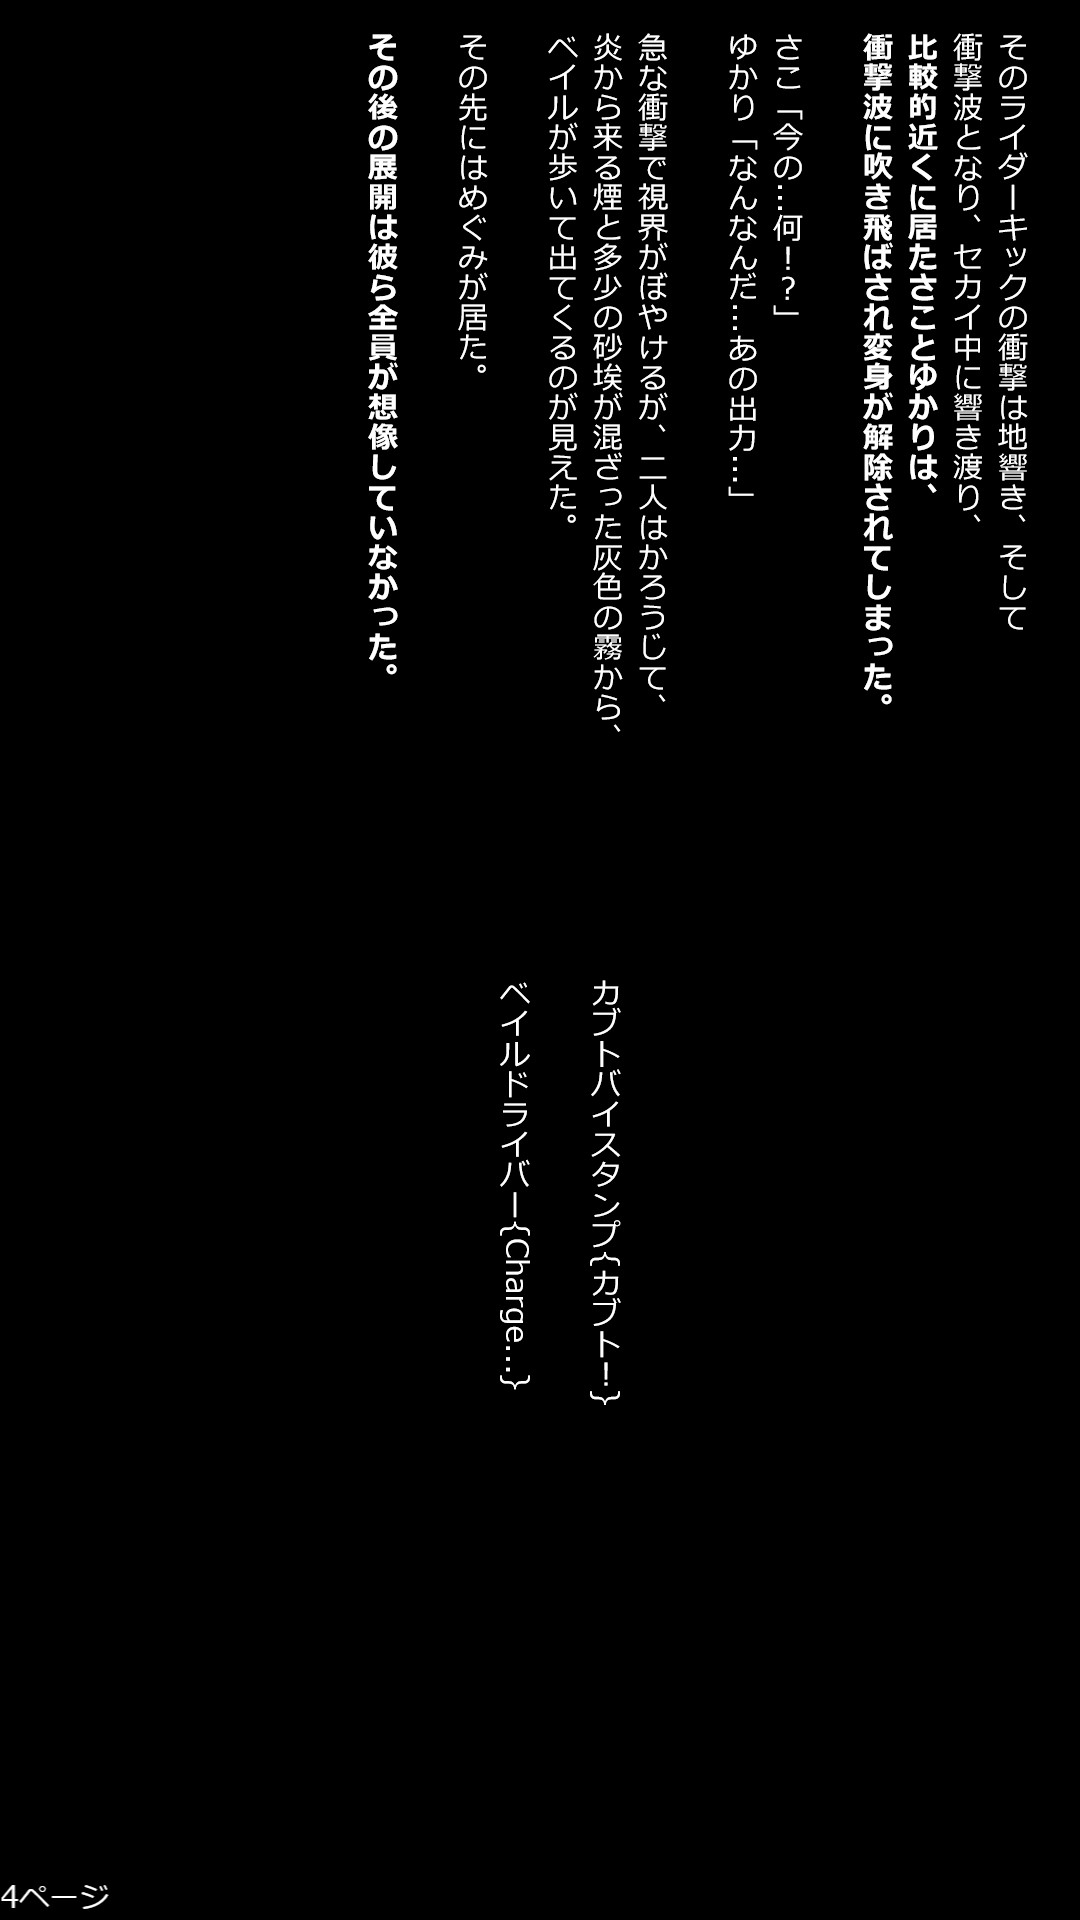 そのライダーキックの衝撃は地響き、そして
衝撃波となり、セカイ中に響き渡り、
比較的近くに居たさことゆかりは、
衝撃波に吹き飛ばされ変身が解除されてしまった。
さこ「今の…何！？」
ゆかり「なんなんだ…あの出力…」
急な衝撃で視界がぼやけるが、二人はかろうじて、
炎から来る煙と多少の砂埃が混ざった灰色の霧から、
ベイルが歩いて出てくるのが見えた。
その先にはめぐみが居た。
その後の展開は彼ら全員が想像していなかった。
カブトバイスタンプ{カブト！}
ベイルドライバー{Charge…}
4ページ